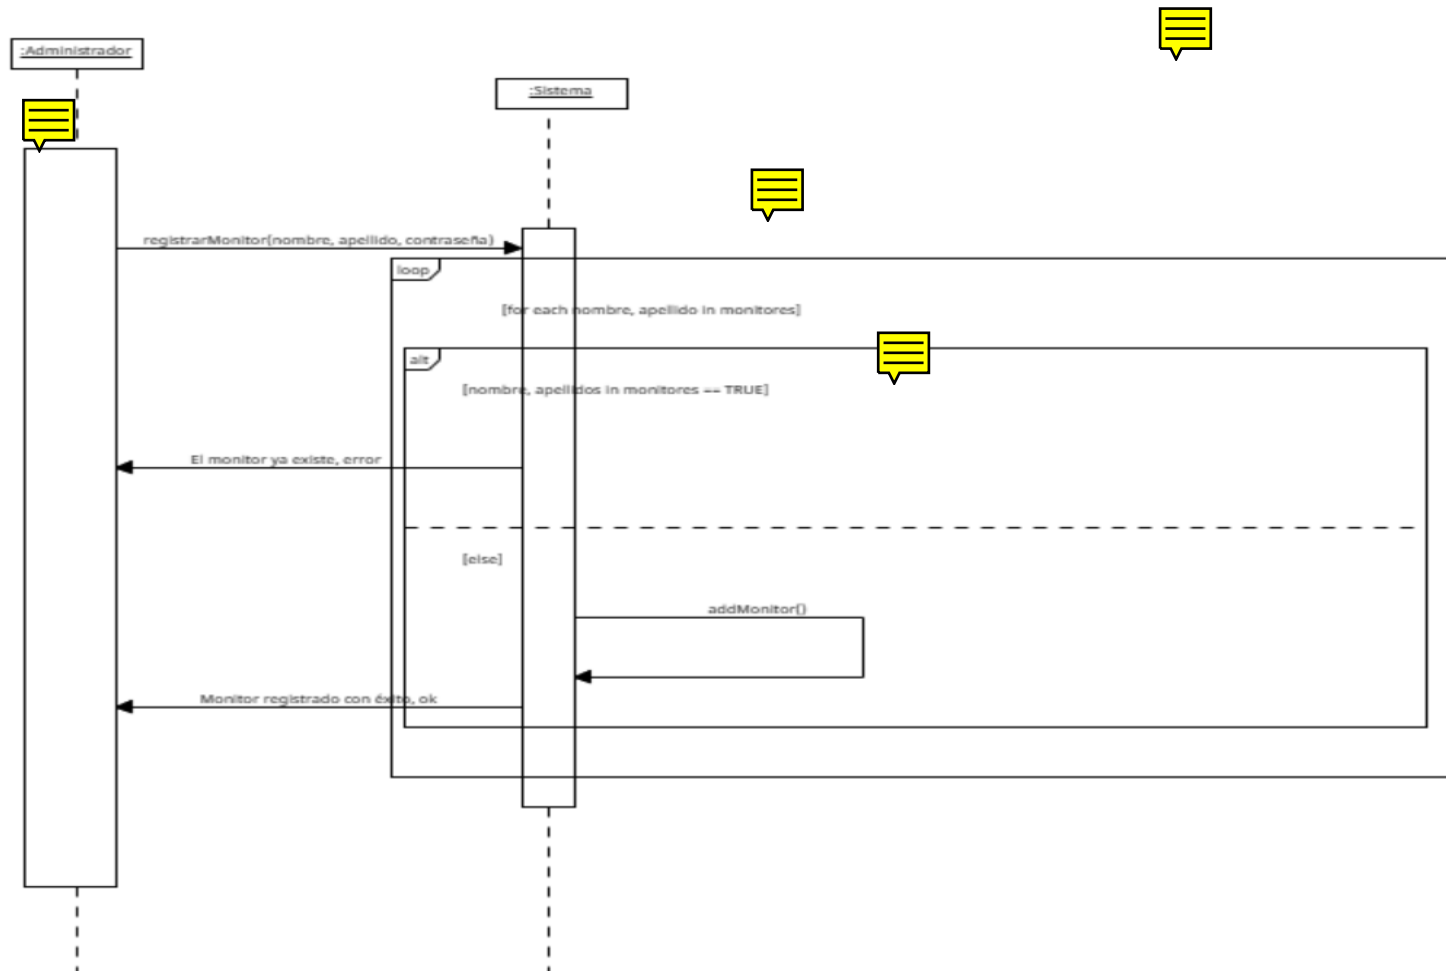 :Administrador
:Sistema
registrarMonitor(nombre, apellido, contraseña)
loop
[for each nombre, apellido in monitores]
alt
[nombre, apellidos in monitores == TRUE]
El monitor ya existe, error
[else]
addMonitor()
Monitor registrado con éxito, ok